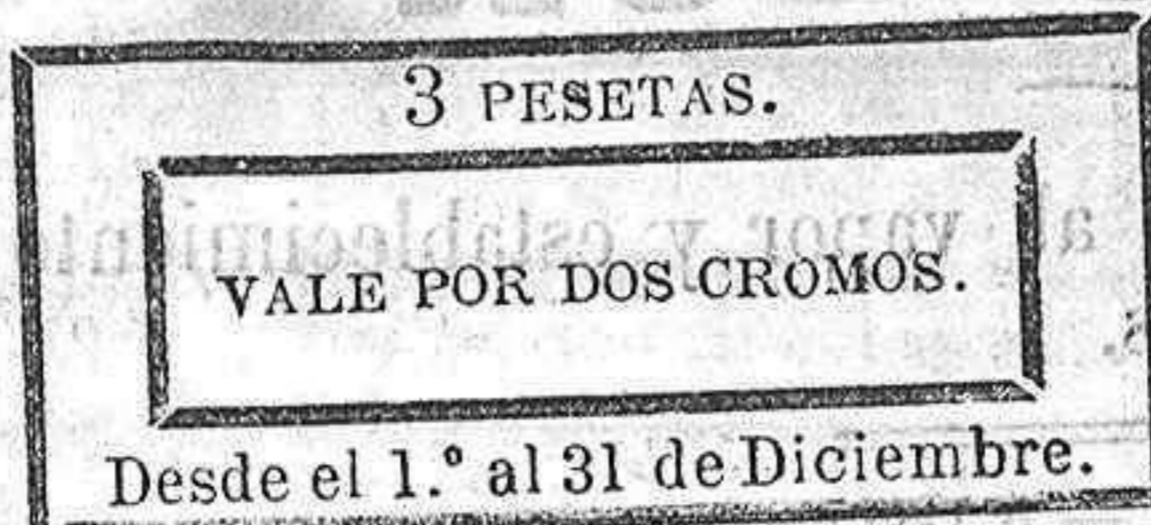 3 PESETAS.
VALE POR DOS CROMOS.
Desde el 1.º al 31 de Diciembre.